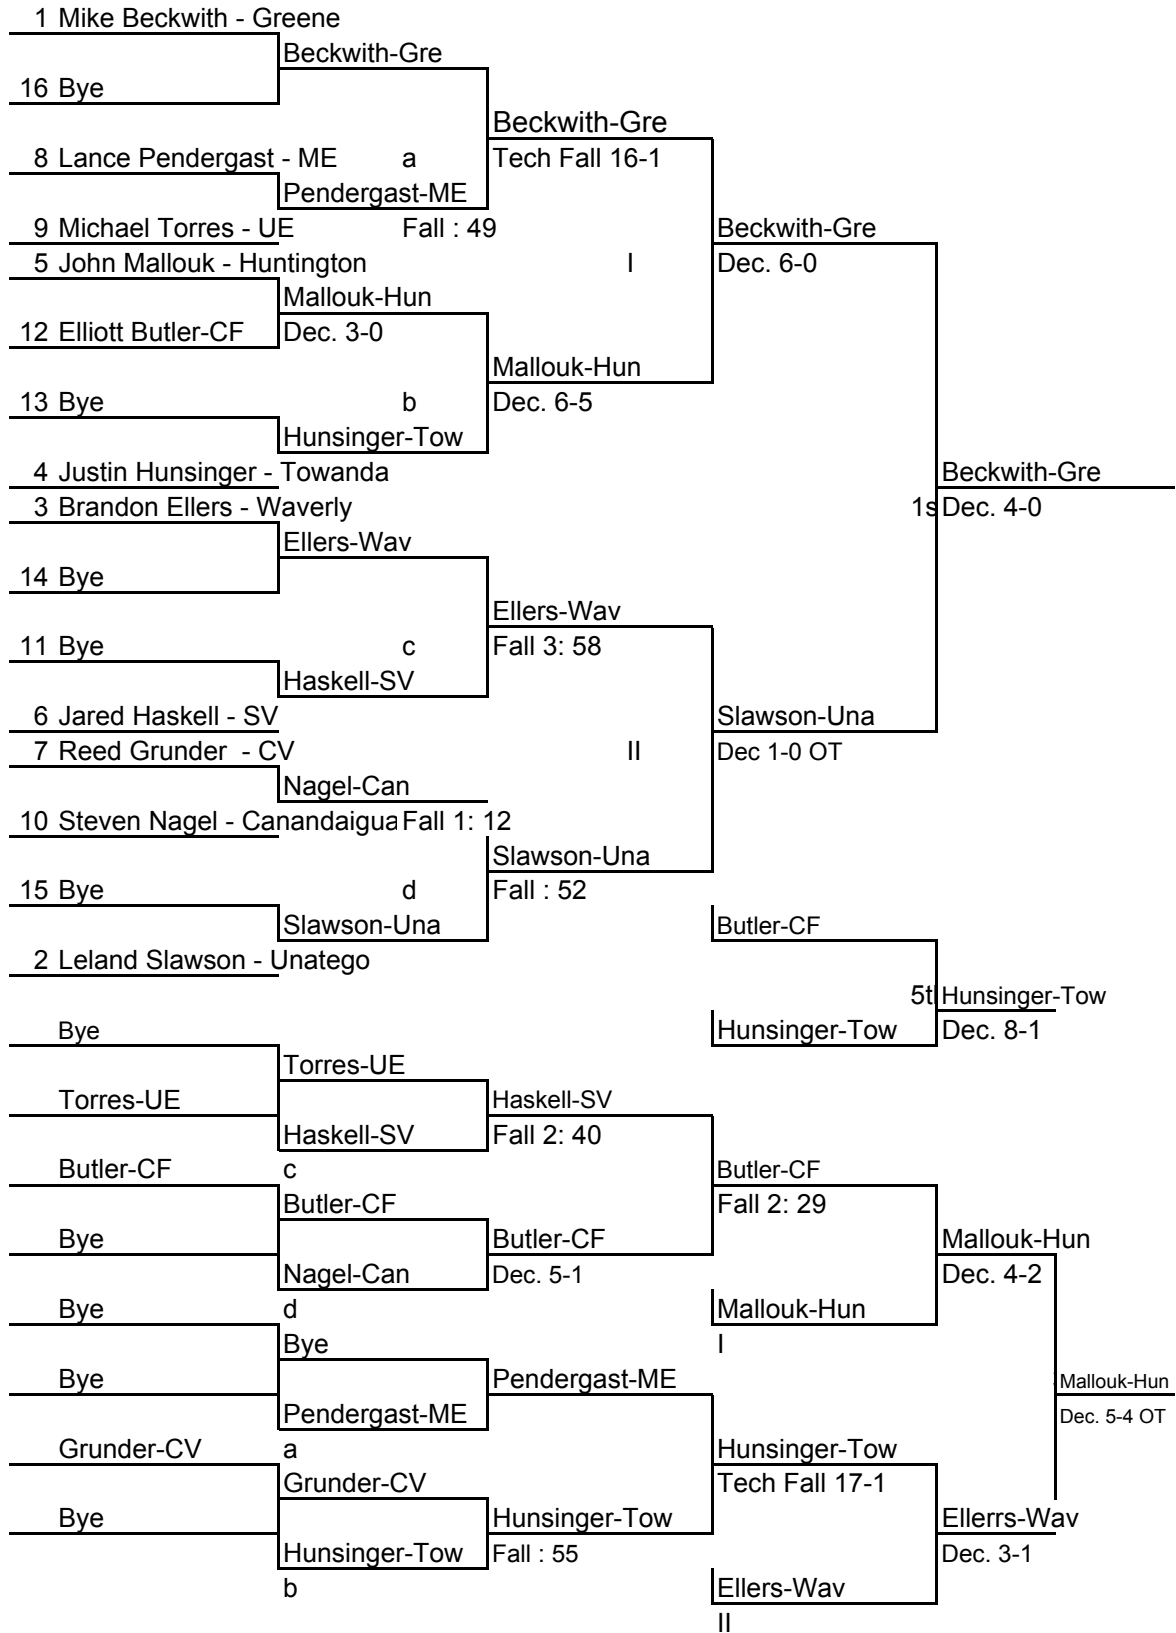 1 Mike Beckwith - Greene
Beckwith-Gre
16 Bye
Beckwith-Gre
8 Lance Pendergast - ME a Tech Fall 16-1
Pendergast-ME
9 Michael Torres - UE Fall : 49 Beckwith-Gre
5 John Mallouk - Huntington I Dec. 6-0
Mallouk-Hun
12 Elliott Butler-CF Dec. 3-0
Mallouk-Hun
13 Bye b Dec. 6-5
Hunsinger-Tow
4 Justin Hunsinger - Towanda Beckwith-Gre
3 Brandon Ellers - Waverly 1s Dec. 4-0
Ellers-Wav
14 Bye
Ellers-Wav
11 Bye c Fall 3: 58
Haskell-SV
6 Jared Haskell - SV Slawson-Una
7 Reed Grunder - CV II Dec 1-0 OT
Nagel-Can
10 Steven Nagel - Canandaigua Fall 1: 12
Slawson-Una
15 Bye d Fall : 52
Slawson-Una Butler-CF
2 Leland Slawson - Unatego
5t Hunsinger-Tow
Bye Hunsinger-Tow Dec. 8-1
Torres-UE
Torres-UE Haskell-SV
Haskell-SV Fall 2: 40
Butler-CF c Butler-CF
Butler-CF Fall 2: 29
Bye Butler-CF Mallouk-Hun
Nagel-Can Dec. 5-1 Dec. 4-2
Bye d Mallouk-Hun
Bye I
Bye Pendergast-ME Mallouk-Hun
Pendergast-ME Dec. 5-4 OT
Grunder-CV a Hunsinger-Tow
Grunder-CV Tech Fall 17-1
Bye Hunsinger-Tow Ellerrs-Wav
Hunsinger-Tow Fall : 55 Dec. 3-1
b Ellers-Wav
II